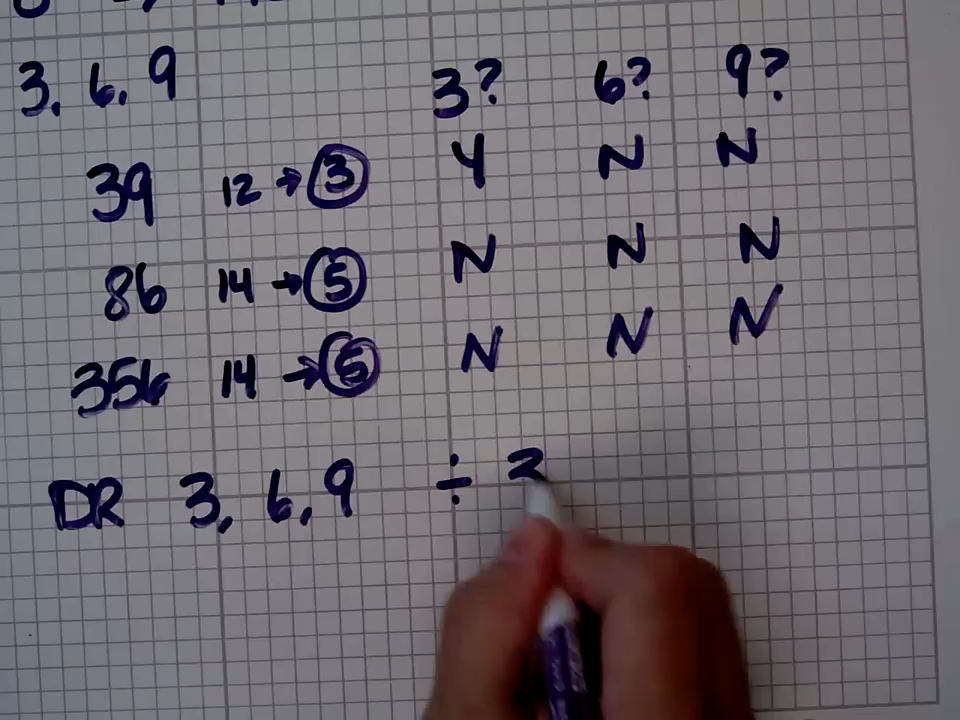 3, 6, 9 3? 6? 9?
39 12 → 3 Y N N
86 14 → 5 N N N
356 14 → 5 N N N
DR 3, 6, 9 ÷